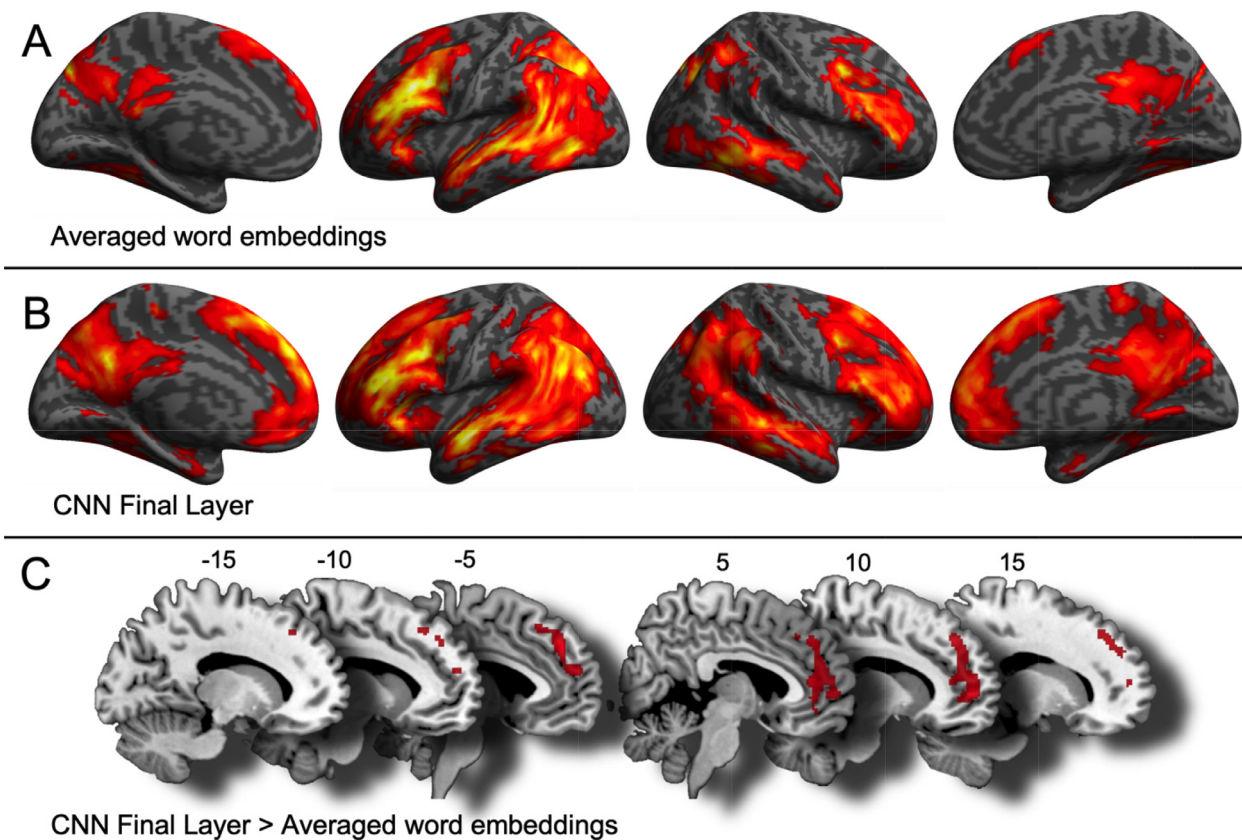 A
Averaged word embeddings
B
CNN Final Layer
C
-15 -10 -5 5 10 15
CNN Final Layer > Averaged word embeddings